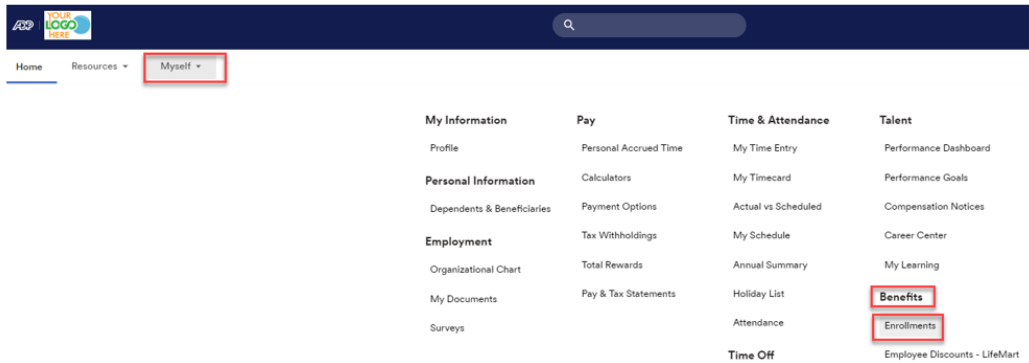 ADP
YOUR
LOGO
HERE
Home
Resources
Myself
My Information
Profile
Personal Information
Dependents & Beneficiaries
Employment
Organizational Chart
My Documents
Surveys
Pay
Personal Accrued Time
Calculators
Payment Options
Tax Withholdings
Total Rewards
Pay & Tax Statements
Time & Attendance
My Time Entry
My Timecard
Actual vs Scheduled
My Schedule
Annual Summary
Holiday List
Attendance
Time Off
Talent
Performance Dashboard
Performance Goals
Compensation Notices
Career Center
My Learning
Benefits
Enrollments
Employee Discounts - LifeMart